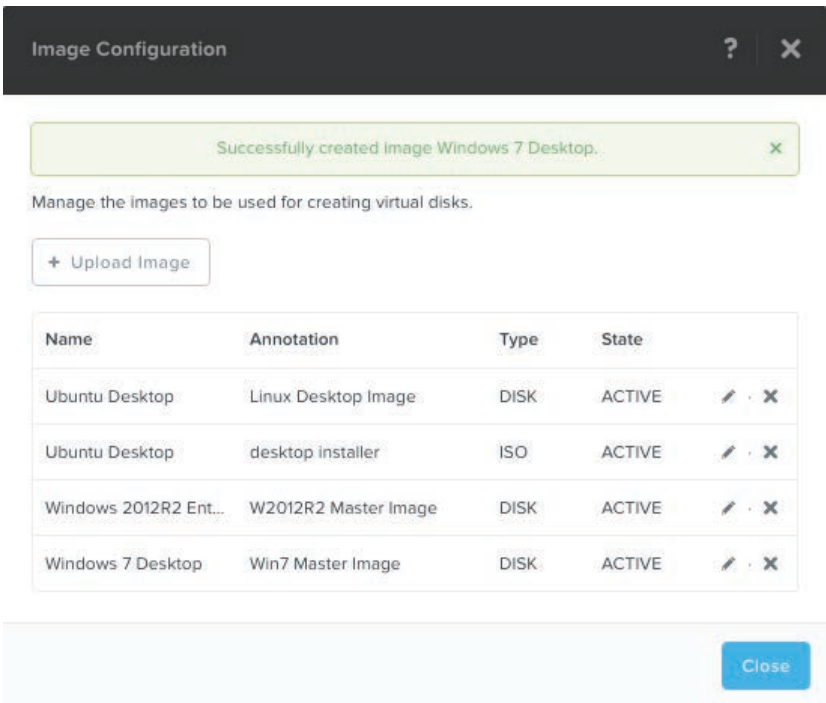 Image Configuration ? ×
Successfully created image Windows 7 Desktop. ×
Manage the images to be used for creating virtual disks.
+ Upload Image
Name Annotation Type State
Ubuntu Desktop Linux Desktop Image DISK ACTIVE
Ubuntu Desktop desktop installer ISO ACTIVE
Windows 2012R2 Ent... W2012R2 Master Image DISK ACTIVE
Windows 7 Desktop Win7 Master Image DISK ACTIVE
Close